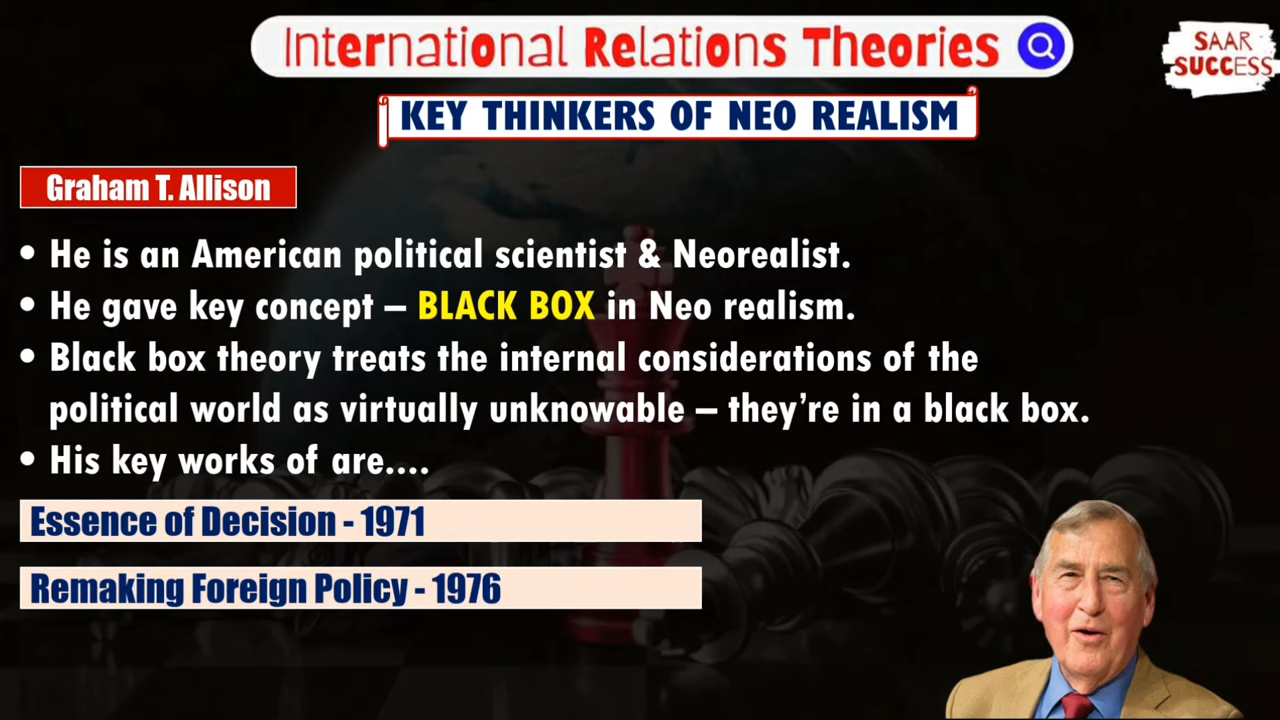 International Relations Theories
SAAR
SUCCESS
KEY THINKERS OF NEO REALISM
Graham T. Allison
• He is an American political scientist & Neorealist.
• He gave key concept – BLACK BOX in Neo realism.
• Black box theory treats the internal considerations of the
political world as virtually unknowable – they're in a black box.
• His key works of are....
Essence of Decision - 1971
Remaking Foreign Policy - 1976